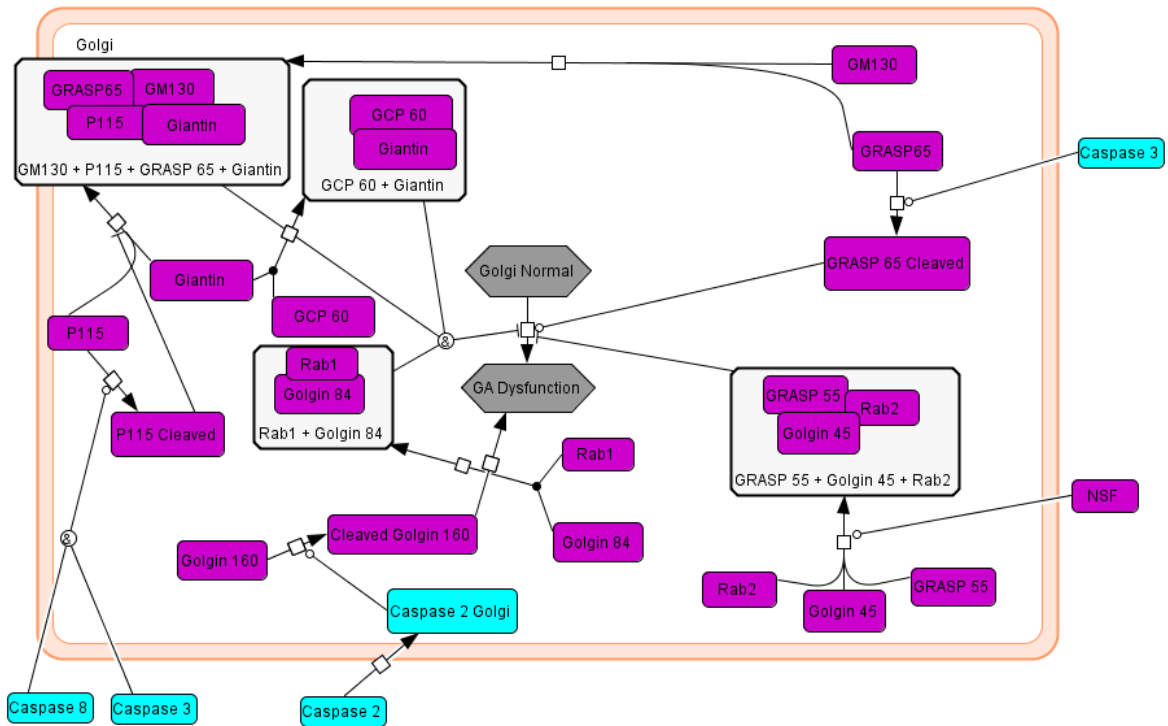 Golgi
GRASP65
GM130
P115
Giantin
GM130 + P115 + GRASP 65 + Giantin
GCP 60
Giantin
GCP 60 + Giantin
GM130
GRASP65
Caspase 3
GRASP 65 Cleaved
Golgi Normal
Giantin
GCP 60
P115
&
Rab1
Golgin 84
Rab1 + Golgin 84
GA Dysfunction
GRASP 55
Rab2
Golgin 45
GRASP 55 + Golgin 45 + Rab2
P115 Cleaved
Rab1
NSF
Cleaved Golgin 160
Golgin 84
&
Golgin 160
Rab2
Golgin 45
GRASP 55
Caspase 2 Golgi
Caspase 8
Caspase 3
Caspase 2